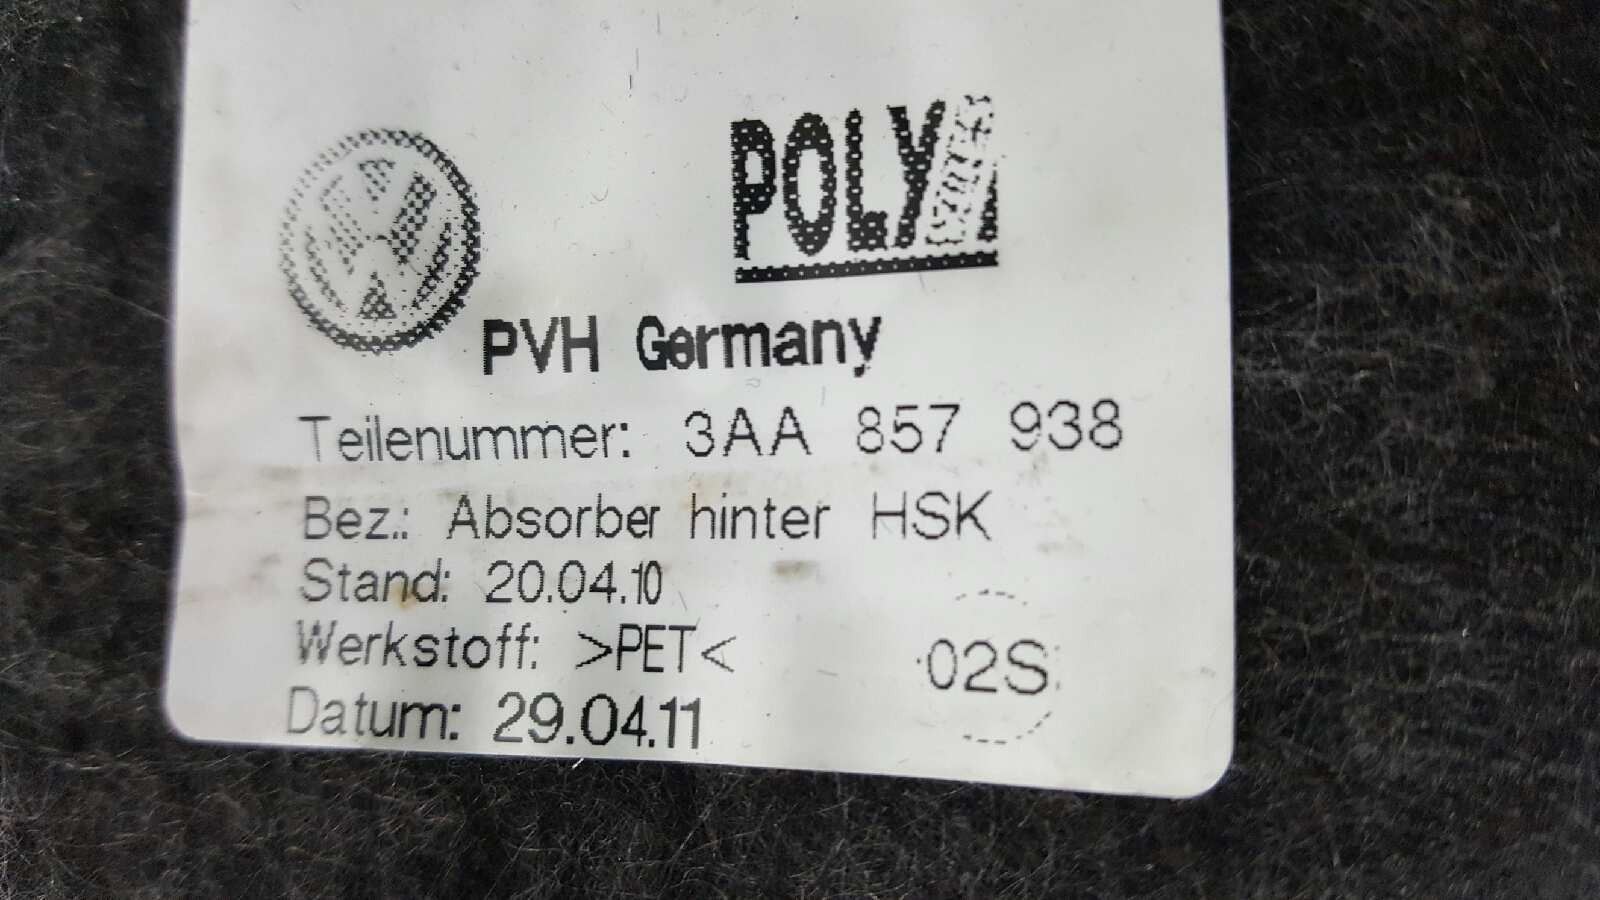 POLY
PVH Germany
Teilenummer: 3AA 857 938
Bez.: Absorber hinter HSK
Stand: 20.04.10
Werkstoff: >PET<
02S
Datum: 29.04.11